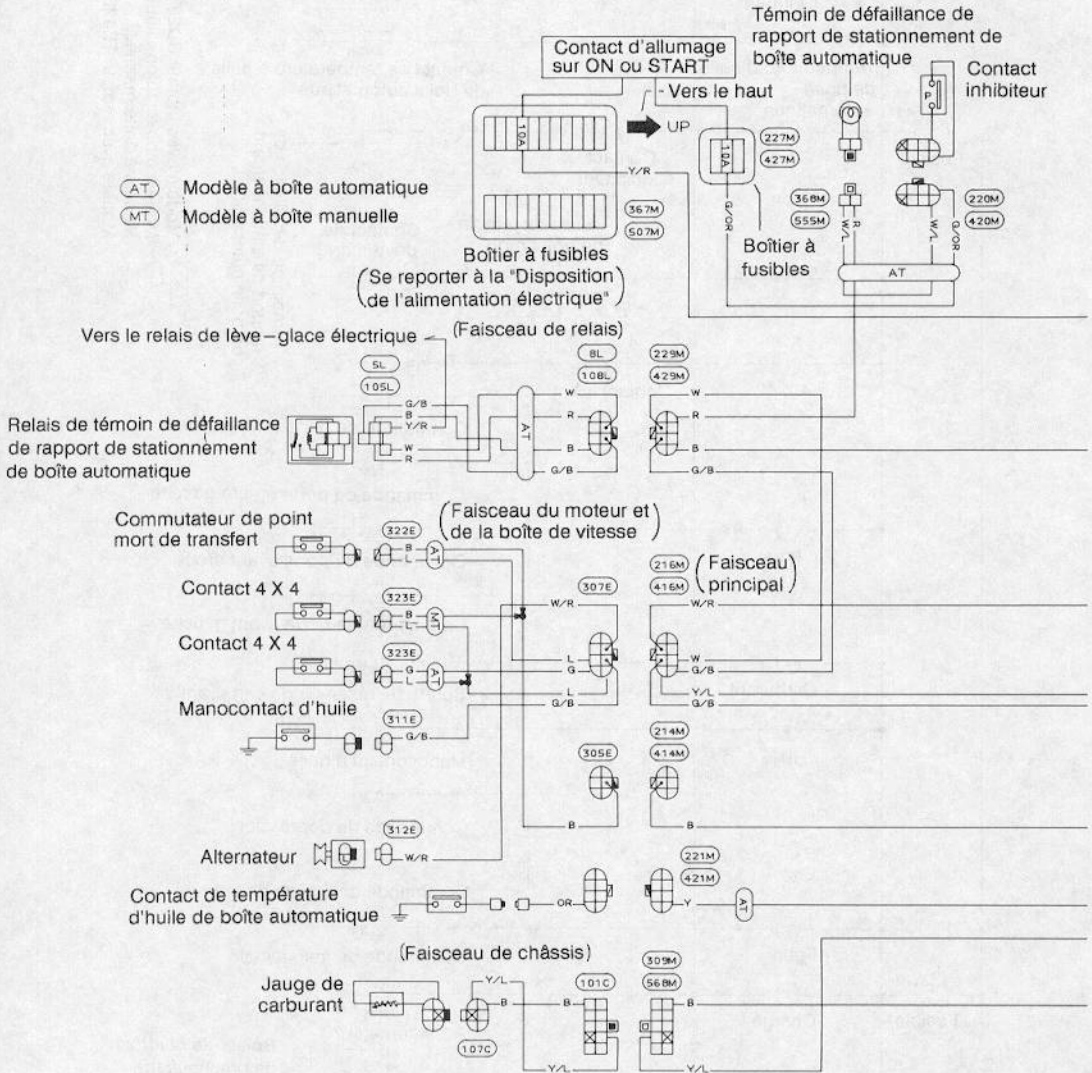 Témoin de défaillance de
rapport de stationnement de
boîte automatique
Contact d'allumage
sur ON ou START
Contact
inhibiteur
P
Vers le haut
UP
10A
10A
227M
427M
Y/R
G/OR
AT Modèle à boîte automatique
MT Modèle à boîte manuelle
367M
507M
368M
555M
W/L
R
W/L
G/OR
220M
420M
Boîtier à fusibles
(Se reporter à la "Disposition
de l'alimentation électrique")
Boîtier à
fusibles
AT
Vers le relais de lève-glace électrique
(Faisceau de relais)
5L
105L
8L
108L
229M
429M
Relais de témoin de défaillance
de rapport de stationnement
de boîte automatique
G/B
B
Y/R
W
R
AT
W
R
B
G/B
W
R
B
G/B
Commutateur de point
mort de transfert
322E
B
L
AT
(Faisceau du moteur et
de la boîte de vitesse)
216M
416M
(Faisceau
principal)
Contact 4 X 4
323E
B
L
MT
307E
W/R
W/R
Contact 4 X 4
323E
G
L
AT
L
G
L
G/B
W
G/B
Y/L
G/B
Manocontact d'huile
311E
G/B
305E
214M
414M
B
B
Alternateur
L
312E
W/R
221M
421M
Contact de température
d'huile de boîte automatique
OR
Y
AT
(Faisceau de châssis)
Jauge de
carburant
Y/L
B
107C
101C
B
Y/L
309M
568M
B
Y/L